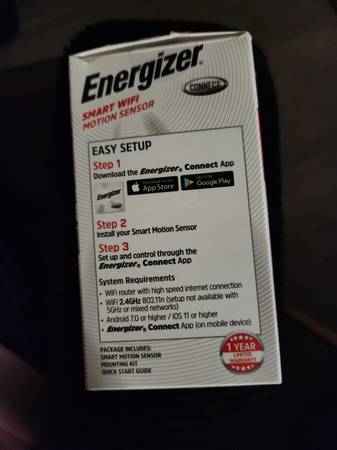 Energizer®
CONNECT
SMART WIFI
MOTION SENSOR
EASY SETUP
Step 1
Download the Energizer® Connect App
Energizer
App Store
Google Play
Step 2
Install your Smart Motion Sensor
Step 3
Set up and control through the
Energizer® Connect App
System Requirements
• WiFi router with high speed internet connection
• WiFi 2.4GHz 802.11n (setup not available with
5GHz or mixed networks)
• Android 7.0 or higher / iOS 11 or higher
• Energizer® Connect App (on mobile device)
PACKAGE INCLUDES:
SMART MOTION SENSOR
MOUNTING KIT
QUICK START GUIDE
1 YEAR
LIMITED
WARRANTY